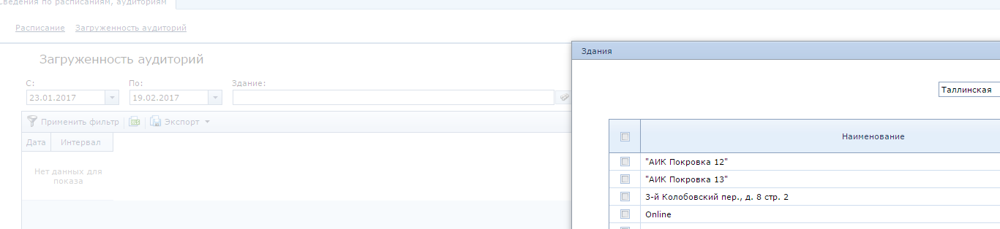 Сведения по расписаниям, аудиториям
Расписание Загруженность аудиторий
Загруженность аудиторий
С: По: Здание:
23.01.2017 19.02.2017
Применить фильтр Экспорт
Дата Интервал
Нет данных для
показа
Здания
Таллинская
Наименование
"АИК Покровка 12"
"АИК Покровка 13"
3-й Колобовский пер., д. 8 стр. 2
Online